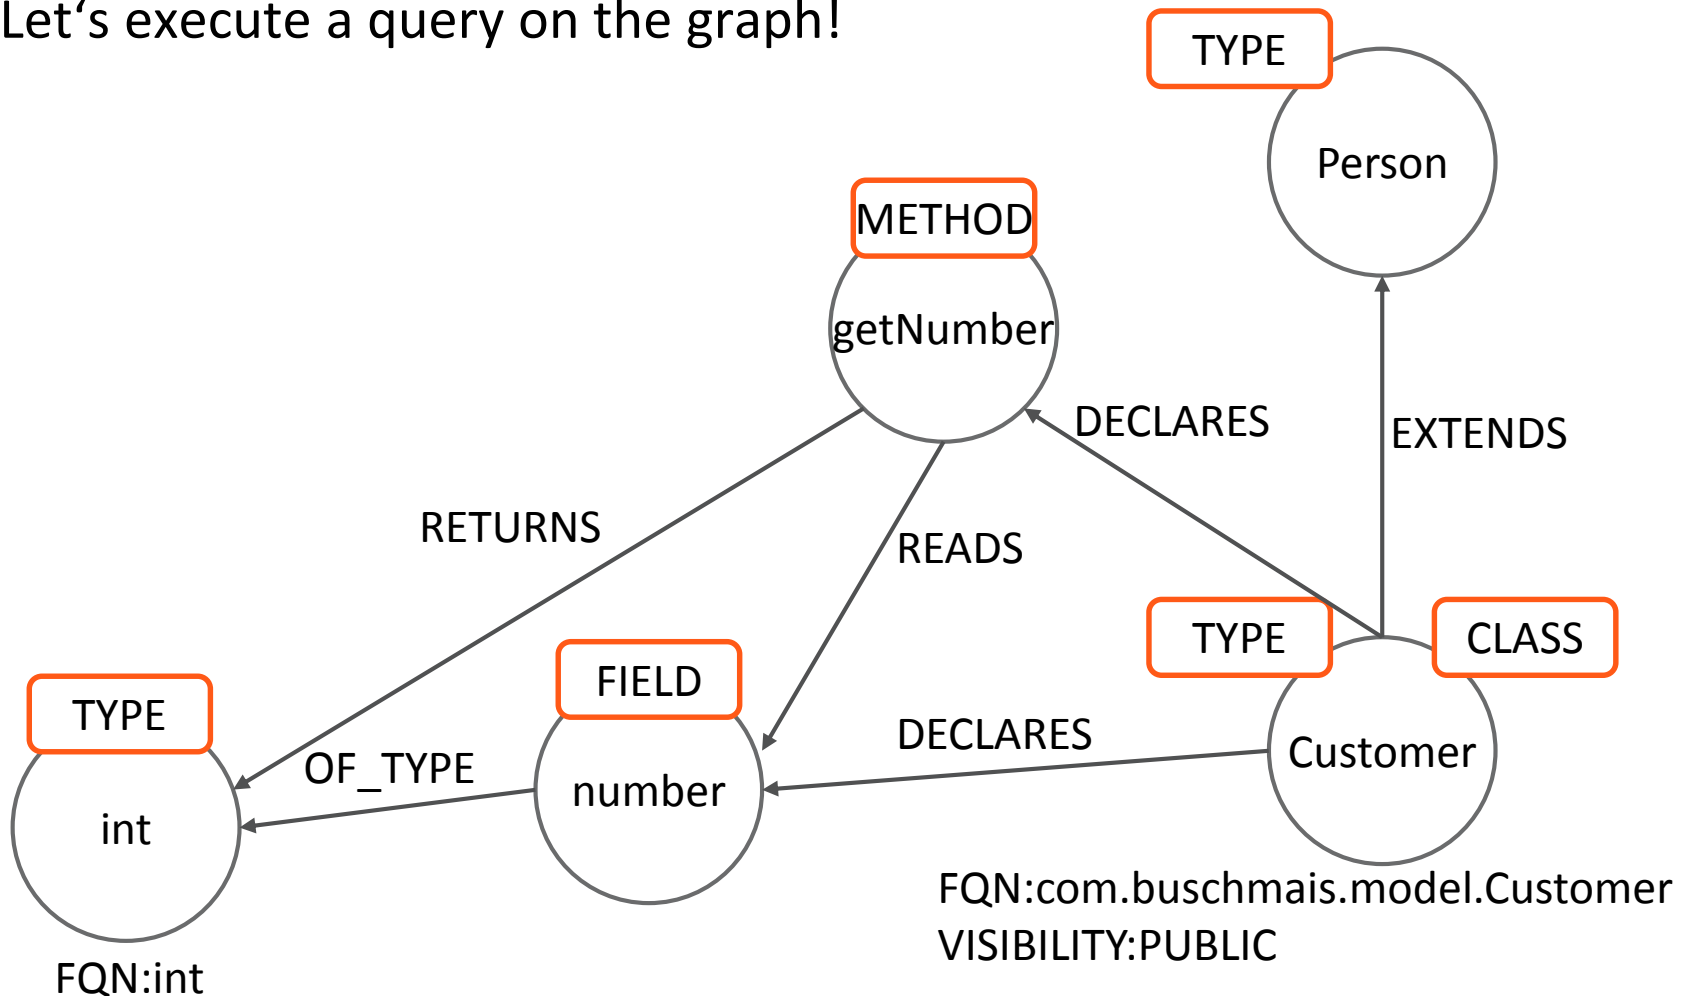 Let‘s execute a query on the graph!
TYPE
Person
METHOD
getNumber
DECLARES
EXTENDS
RETURNS
READS
TYPE
CLASS
FIELD
TYPE
DECLARES
Customer
OF_TYPE
number
int
FQN:com.buschmais.model.Customer
VISIBILITY:PUBLIC
FQN:int